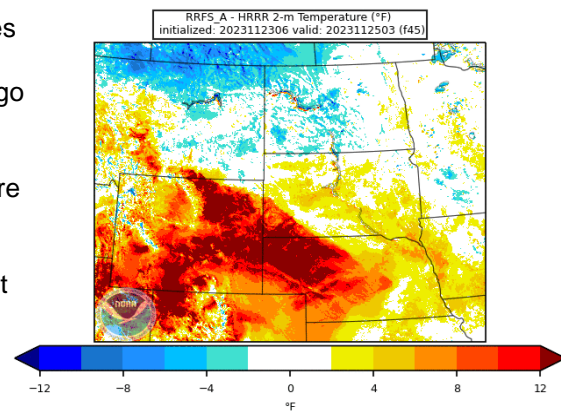 RRFS_A - HRRR 2-m Temperature (°F)
initialized: 2023112306 valid: 2023112503 (f45)
es
go
re
t
noaa
−12 −8 −4 0 4 8 12
°F